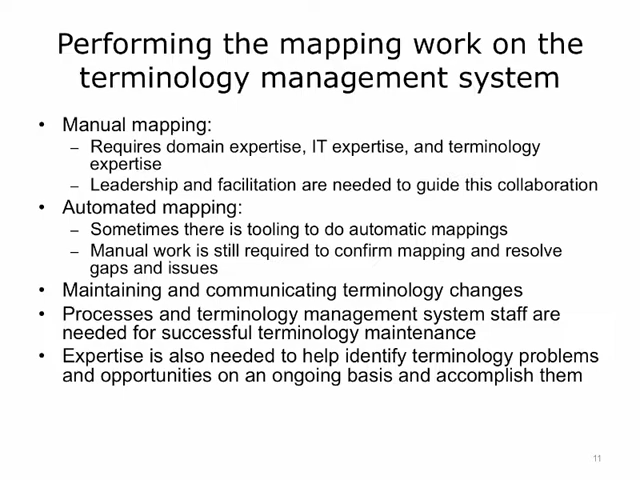 Performing the mapping work on the
terminology management system
• Manual mapping:
– Requires domain expertise, IT expertise, and terminology
expertise
– Leadership and facilitation are needed to guide this collaboration
• Automated mapping:
– Sometimes there is tooling to do automatic mappings
– Manual work is still required to confirm mapping and resolve
gaps and issues
• Maintaining and communicating terminology changes
• Processes and terminology management system staff are
needed for successful terminology maintenance
• Expertise is also needed to help identify terminology problems
and opportunities on an ongoing basis and accomplish them
11